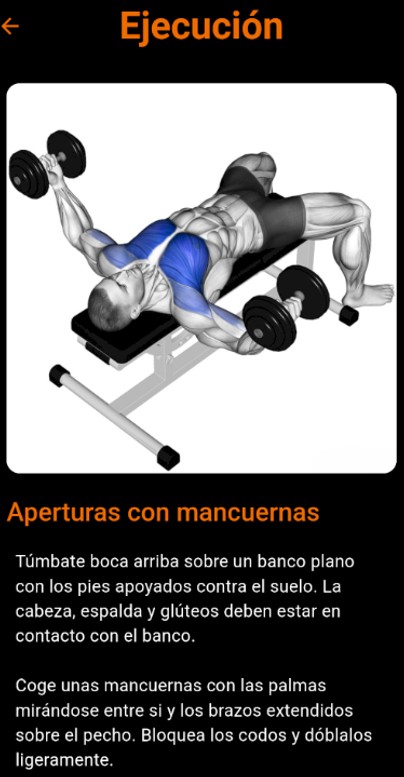 Ejecución
Aperturas con mancuernas
Túmbate boca arriba sobre un banco plano
con los pies apoyados contra el suelo. La
cabeza, espalda y glúteos deben estar en
contacto con el banco.
Coge unas mancuernas con las palmas
mirándose entre si y los brazos extendidos
sobre el pecho. Bloquea los codos y dóblalos
ligeramente.